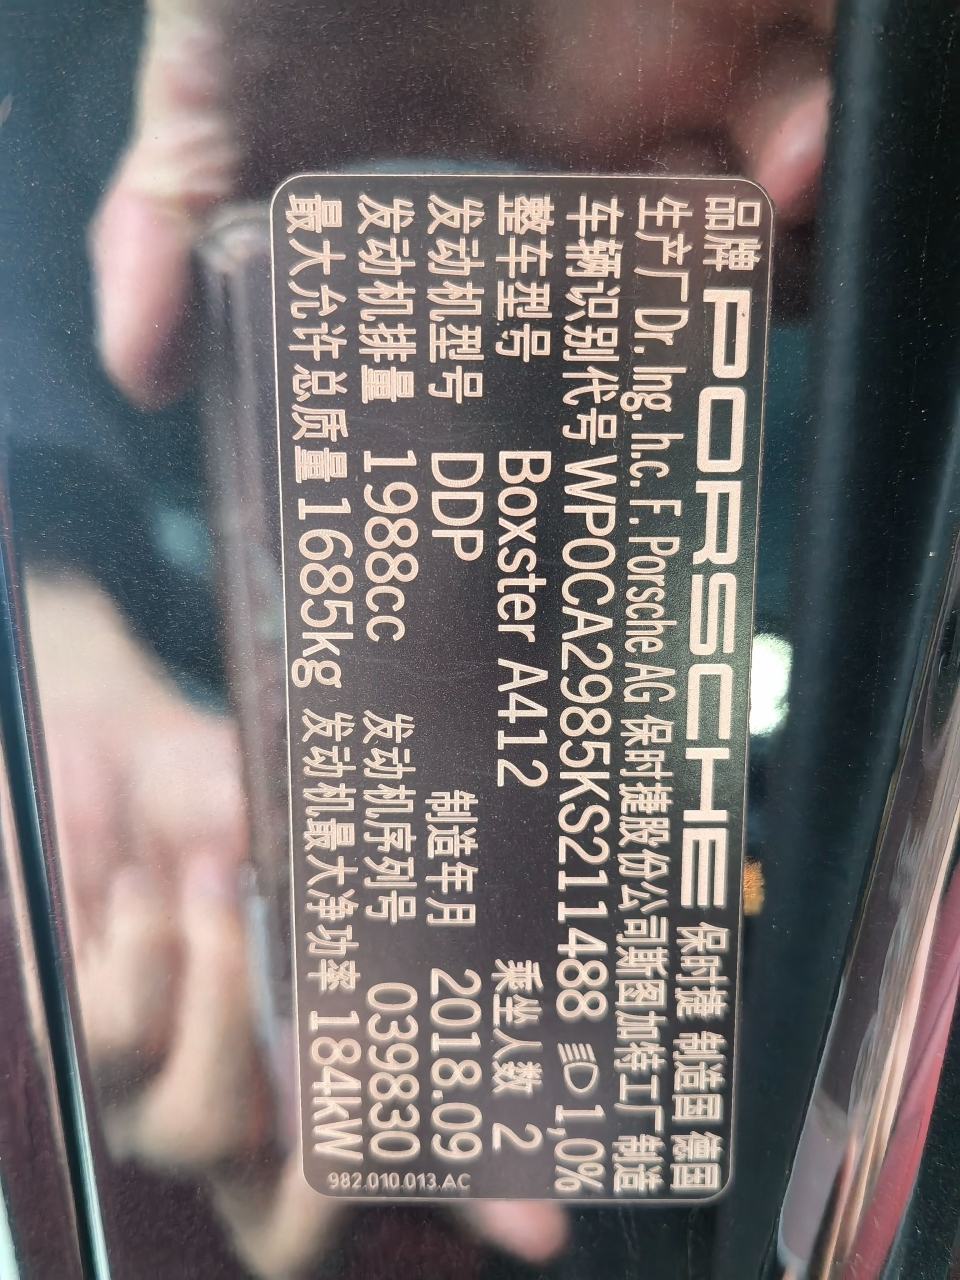 品牌 PORSCHE 保时捷 制造国 德国
生产厂 Dr. Ing. h.c. F. Porsche AG 保时捷股份公司斯图加特工厂制造
车辆识别代号 WP0CA2985KS211488 1,0%
整车型号 Boxster A412 乘坐人数 2
发动机型号 DDP 制造年月 2018.09
发动机排量 1988cc 发动机序列号 039830
最大允许总质量 1685kg 发动机最大净功率 184kW
982.010.013.AC